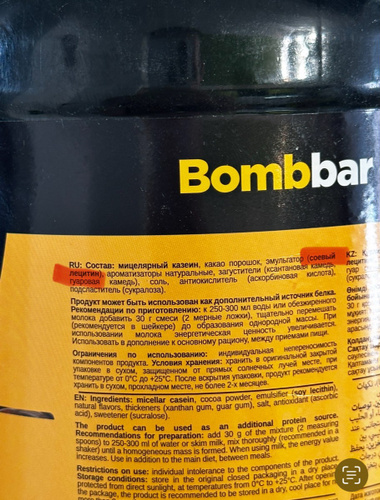 Bombbar
RU: Состав: мицелярный казеин, какао порошок, эмульгатор (соевый
лецитин), ароматизаторы натуральные, загустители (ксантановая камедь,
гуаровая камедь), соль, антиокислитель (аскорбиновая кислота),
подсластитель (сукралоза).
Продукт может быть использован как дополнительный источник белка.
Рекомендации по приготовлению: к 250-300 мл воды или обезжиренного
молока добавить 30 г смеси (2 мерные ложки), тщательно перемешать
(рекомендуется в шейкере) до образования однородной массы. При
использовании молока энергетическая ценность увеличивается.
Использовать в дополнение к основному рациону, между приемами пищи.
Ограничения по использованию: индивидуальная непереносимость
компонентов продукта. Условия хранения: хранить в оригинальной закрытой
упаковке в сухом, защищенном от прямых солнечных лучей месте, при
температуре от 0°С до +25°С. После вскрытия упаковки, продукт рекомендуется
хранить в сухом, прохладном месте, не более 2-х месяцев.
EN: Ingredients: micellar casein, cocoa powder, emulsifier (soy lecithin),
natural flavors, thickeners (xanthan gum, guar gum), salt, antioxidant (ascorbic
acid), sweetener (sucralose).
The product can be used as an additional protein source.
Recommendations for preparation: add 30 g of the mixture (2 measuring
spoons) to 250-300 ml of water or skim milk, mix thoroughly (recommended in a
shaker) until a homogeneous mass is formed. When using milk, the energy value
increases. Use in addition to the main diet, between meals.
Restrictions on use: individual intolerance to the components of the product.
Storage conditions: store in the original closed packaging in a dry place
protected from direct sunlight, at temperatures from 0°C to +25°C. After opening
the package, the product is recommended to be stored in a dry, cool place for
KZ: